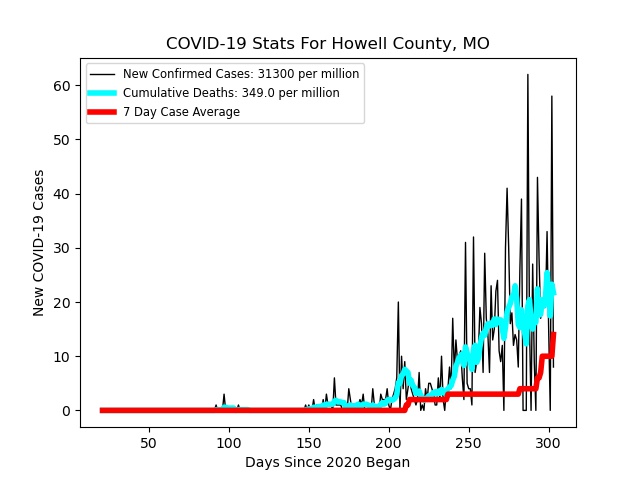 COVID-19 Stats For Howell County, MO
New Confirmed Cases: 31300 per million
Cumulative Deaths: 349.0 per million
7 Day Case Average
New COVID-19 Cases
60
50
40
30
20
10
0
50 100 150 200 250 300
Days Since 2020 Began